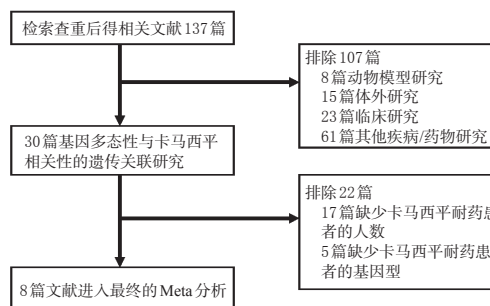 检索查重后得相关文献137篇
排除107篇
8篇动物模型研究
15篇体外研究
23篇临床研究
61篇其他疾病/药物研究
30篇基因多态性与卡马西平
相关性的遗传关联研究
排除22篇
17篇缺少卡马西平耐药患
者的人数
5篇缺少卡马西平耐药患
者的基因型
8篇文献进入最终的Meta分析